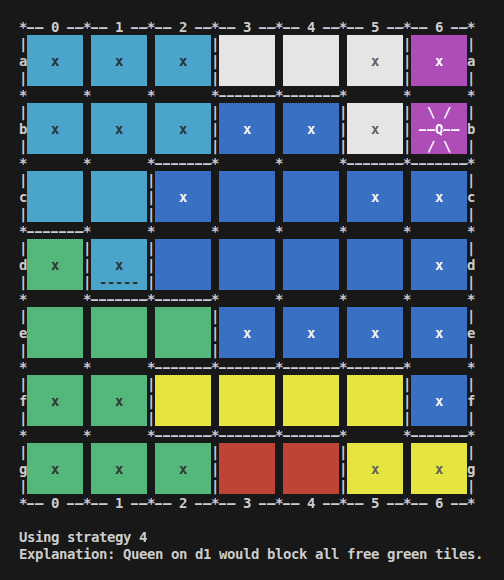 0 1 2 3 4 5 6
a x x x x x a
b x x x x x x Q b
c x x x c
d x x x d
e x x x x e
f x x x f
g x x x x x g
0 1 2 3 4 5 6
Using strategy 4
Explanation: Queen on d1 would block all free green tiles.